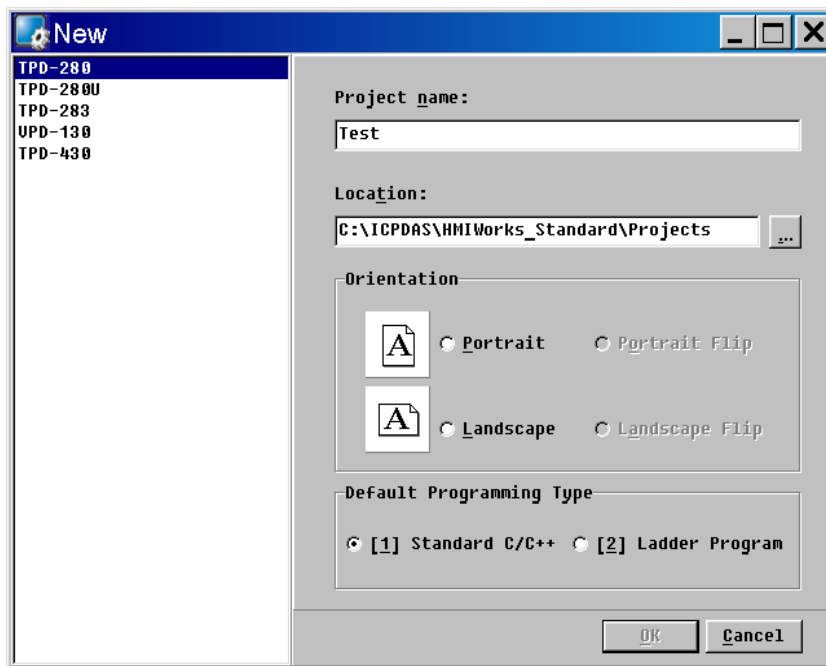 New
TPD-280
TPD-280U
TPD-283
VPD-130
TPD-430
Project name:
Test
Location:
C:\ICPDAS\HMIWorks_Standard\Projects
...
Orientation
A Portrait Portrait Flip
A Landscape Landscape Flip
Default Programming Type
[1] Standard C/C++ [2] Ladder Program
OK Cancel